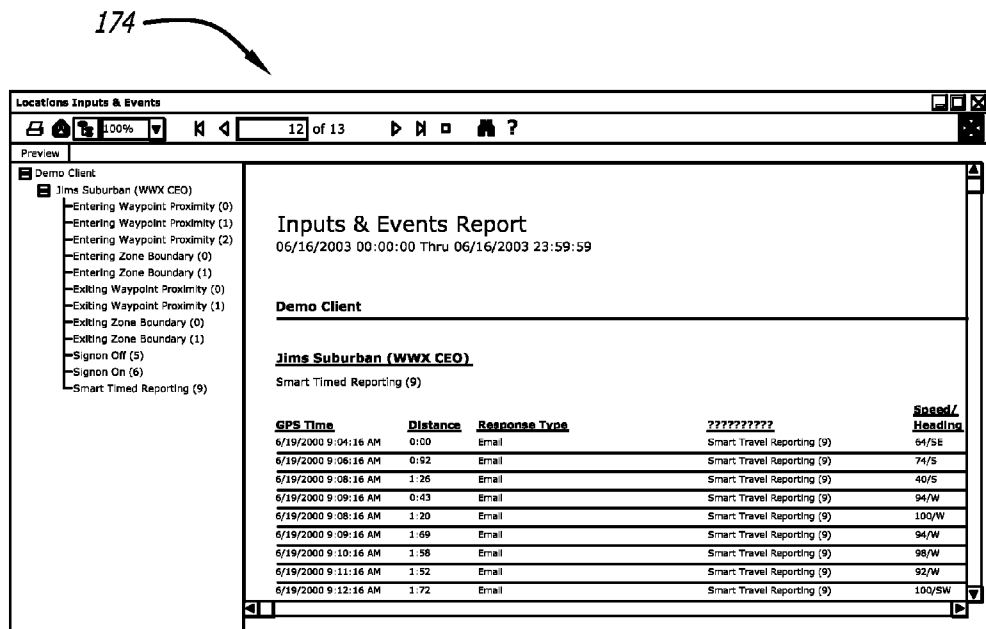 174
Locations Inputs & Events
100% 12 of 13 ?
Preview
Demo Client
Jims Suburban (WWX CEO)
Entering Waypoint Proximity (0)
Entering Waypoint Proximity (1)
Entering Waypoint Proximity (2)
Entering Zone Boundary (0)
Entering Zone Boundary (1)
Exiting Waypoint Proximity (0)
Exiting Waypoint Proximity (1)
Exiting Zone Boundary (0)
Exiting Zone Boundary (1)
Signon Off (5)
Signon On (6)
Smart Timed Reporting (9)
Inputs & Events Report
06/16/2003 00:00:00 Thru 06/16/2003 23:59:59
Demo Client
Jims Suburban (WWX CEO)
Smart Timed Reporting (9)
GPS Time Distance Response Type ?????????? Speed/ Heading
6/19/2000 9:04:16 AM 0:00 Email Smart Travel Reporting (9) 64/SE
6/19/2000 9:06:16 AM 0:92 Email Smart Travel Reporting (9) 74/S
6/19/2000 9:08:16 AM 1:26 Email Smart Travel Reporting (9) 40/S
6/19/2000 9:09:16 AM 0:43 Email Smart Travel Reporting (9) 94/W
6/19/2000 9:08:16 AM 1:20 Email Smart Travel Reporting (9) 100/W
6/19/2000 9:09:16 AM 1:69 Email Smart Travel Reporting (9) 94/W
6/19/2000 9:10:16 AM 1:58 Email Smart Travel Reporting (9) 98/W
6/19/2000 9:11:16 AM 1:52 Email Smart Travel Reporting (9) 92/W
6/19/2000 9:12:16 AM 1:72 Email Smart Travel Reporting (9) 100/SW